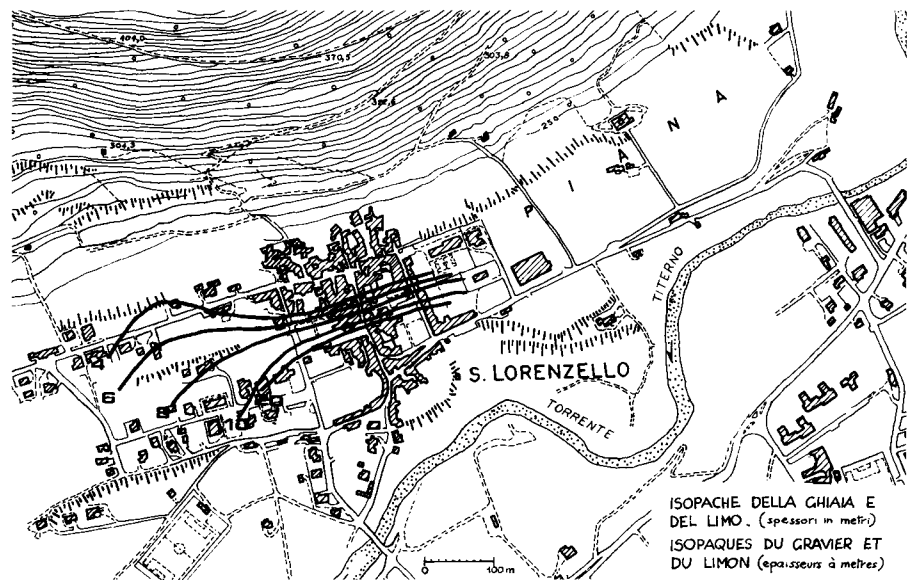 404,0
370,5
303,8
304,3
250
P I A N A
TITERNO
S. LORENZELLO
TORRENTE
6
8
10
ISOPACHE DELLA GHIAIA E
DEL LIMO. (spessori in metri)
ISOPAQUES DU GRAVIER ET
DU LIMON (epaisseurs à metres)
0 100 m